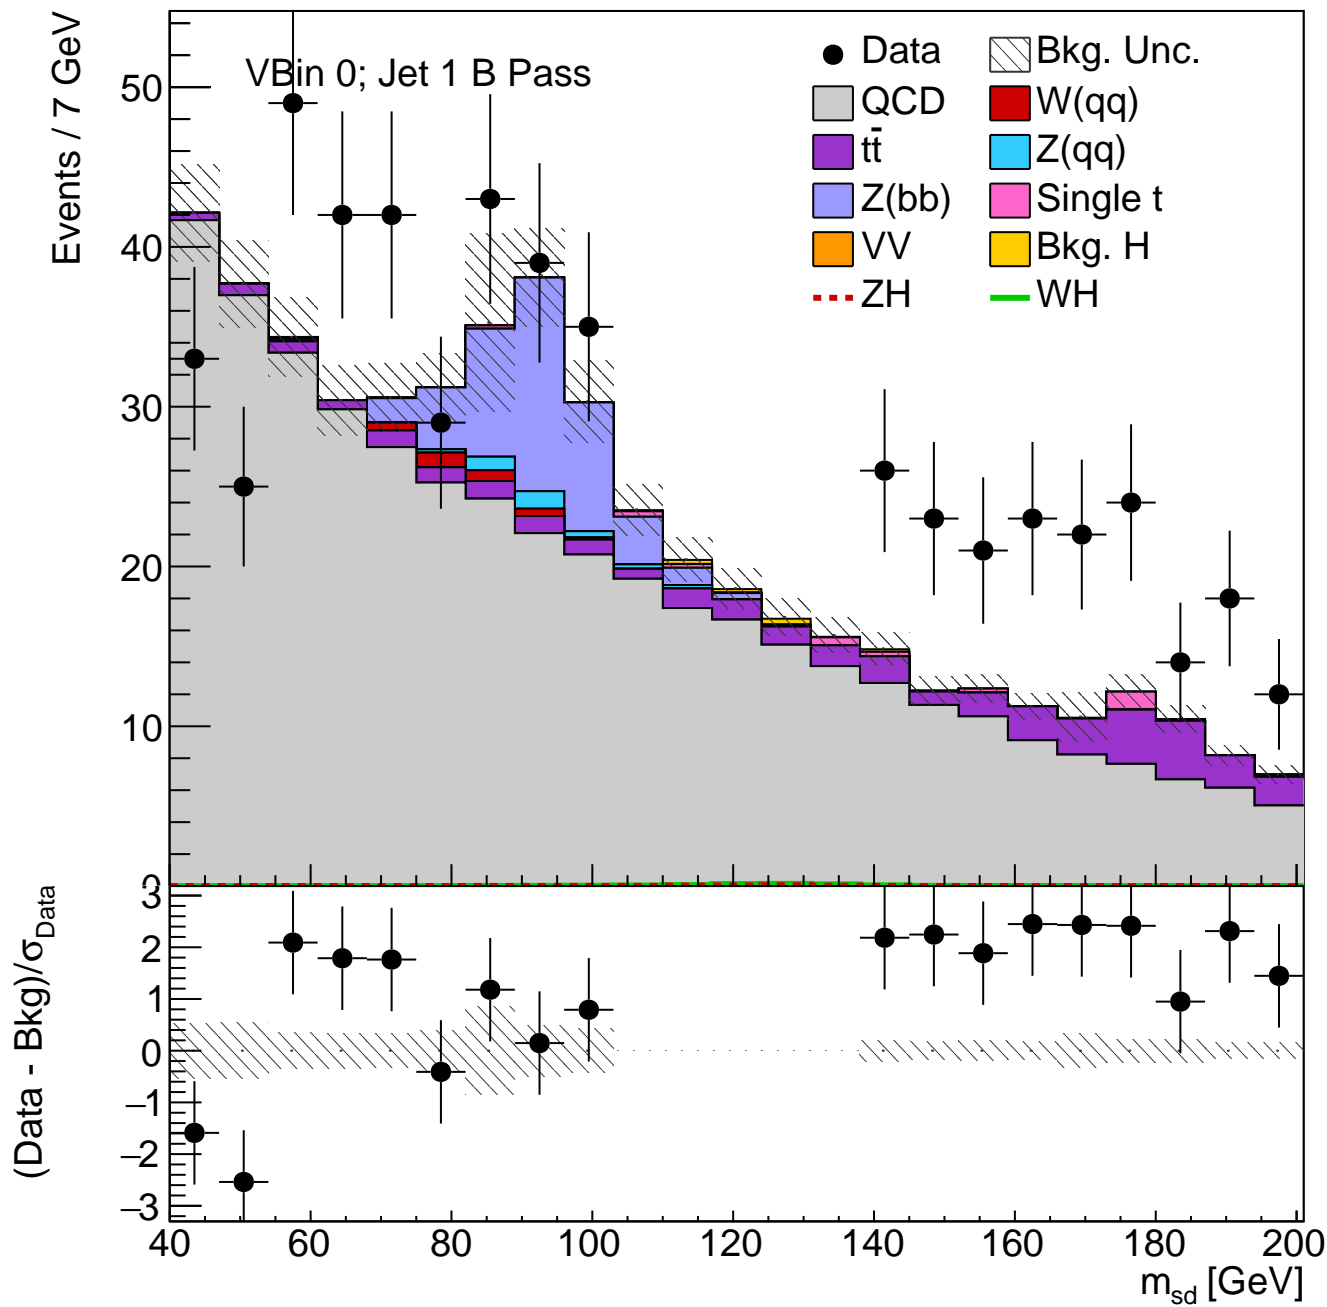 Events / 7 GeV
VBin 0; Jet 1 B Pass
Data
Bkg. Unc.
QCD
W(qq)
tt̄
Z(qq)
Z(bb)
Single t
VV
Bkg. H
ZH
WH
50
40
30
20
10
0
(Data - Bkg)/σData
3
2
1
0
−1
−2
−3
40 60 80 100 120 140 160 180 200
msd [GeV]